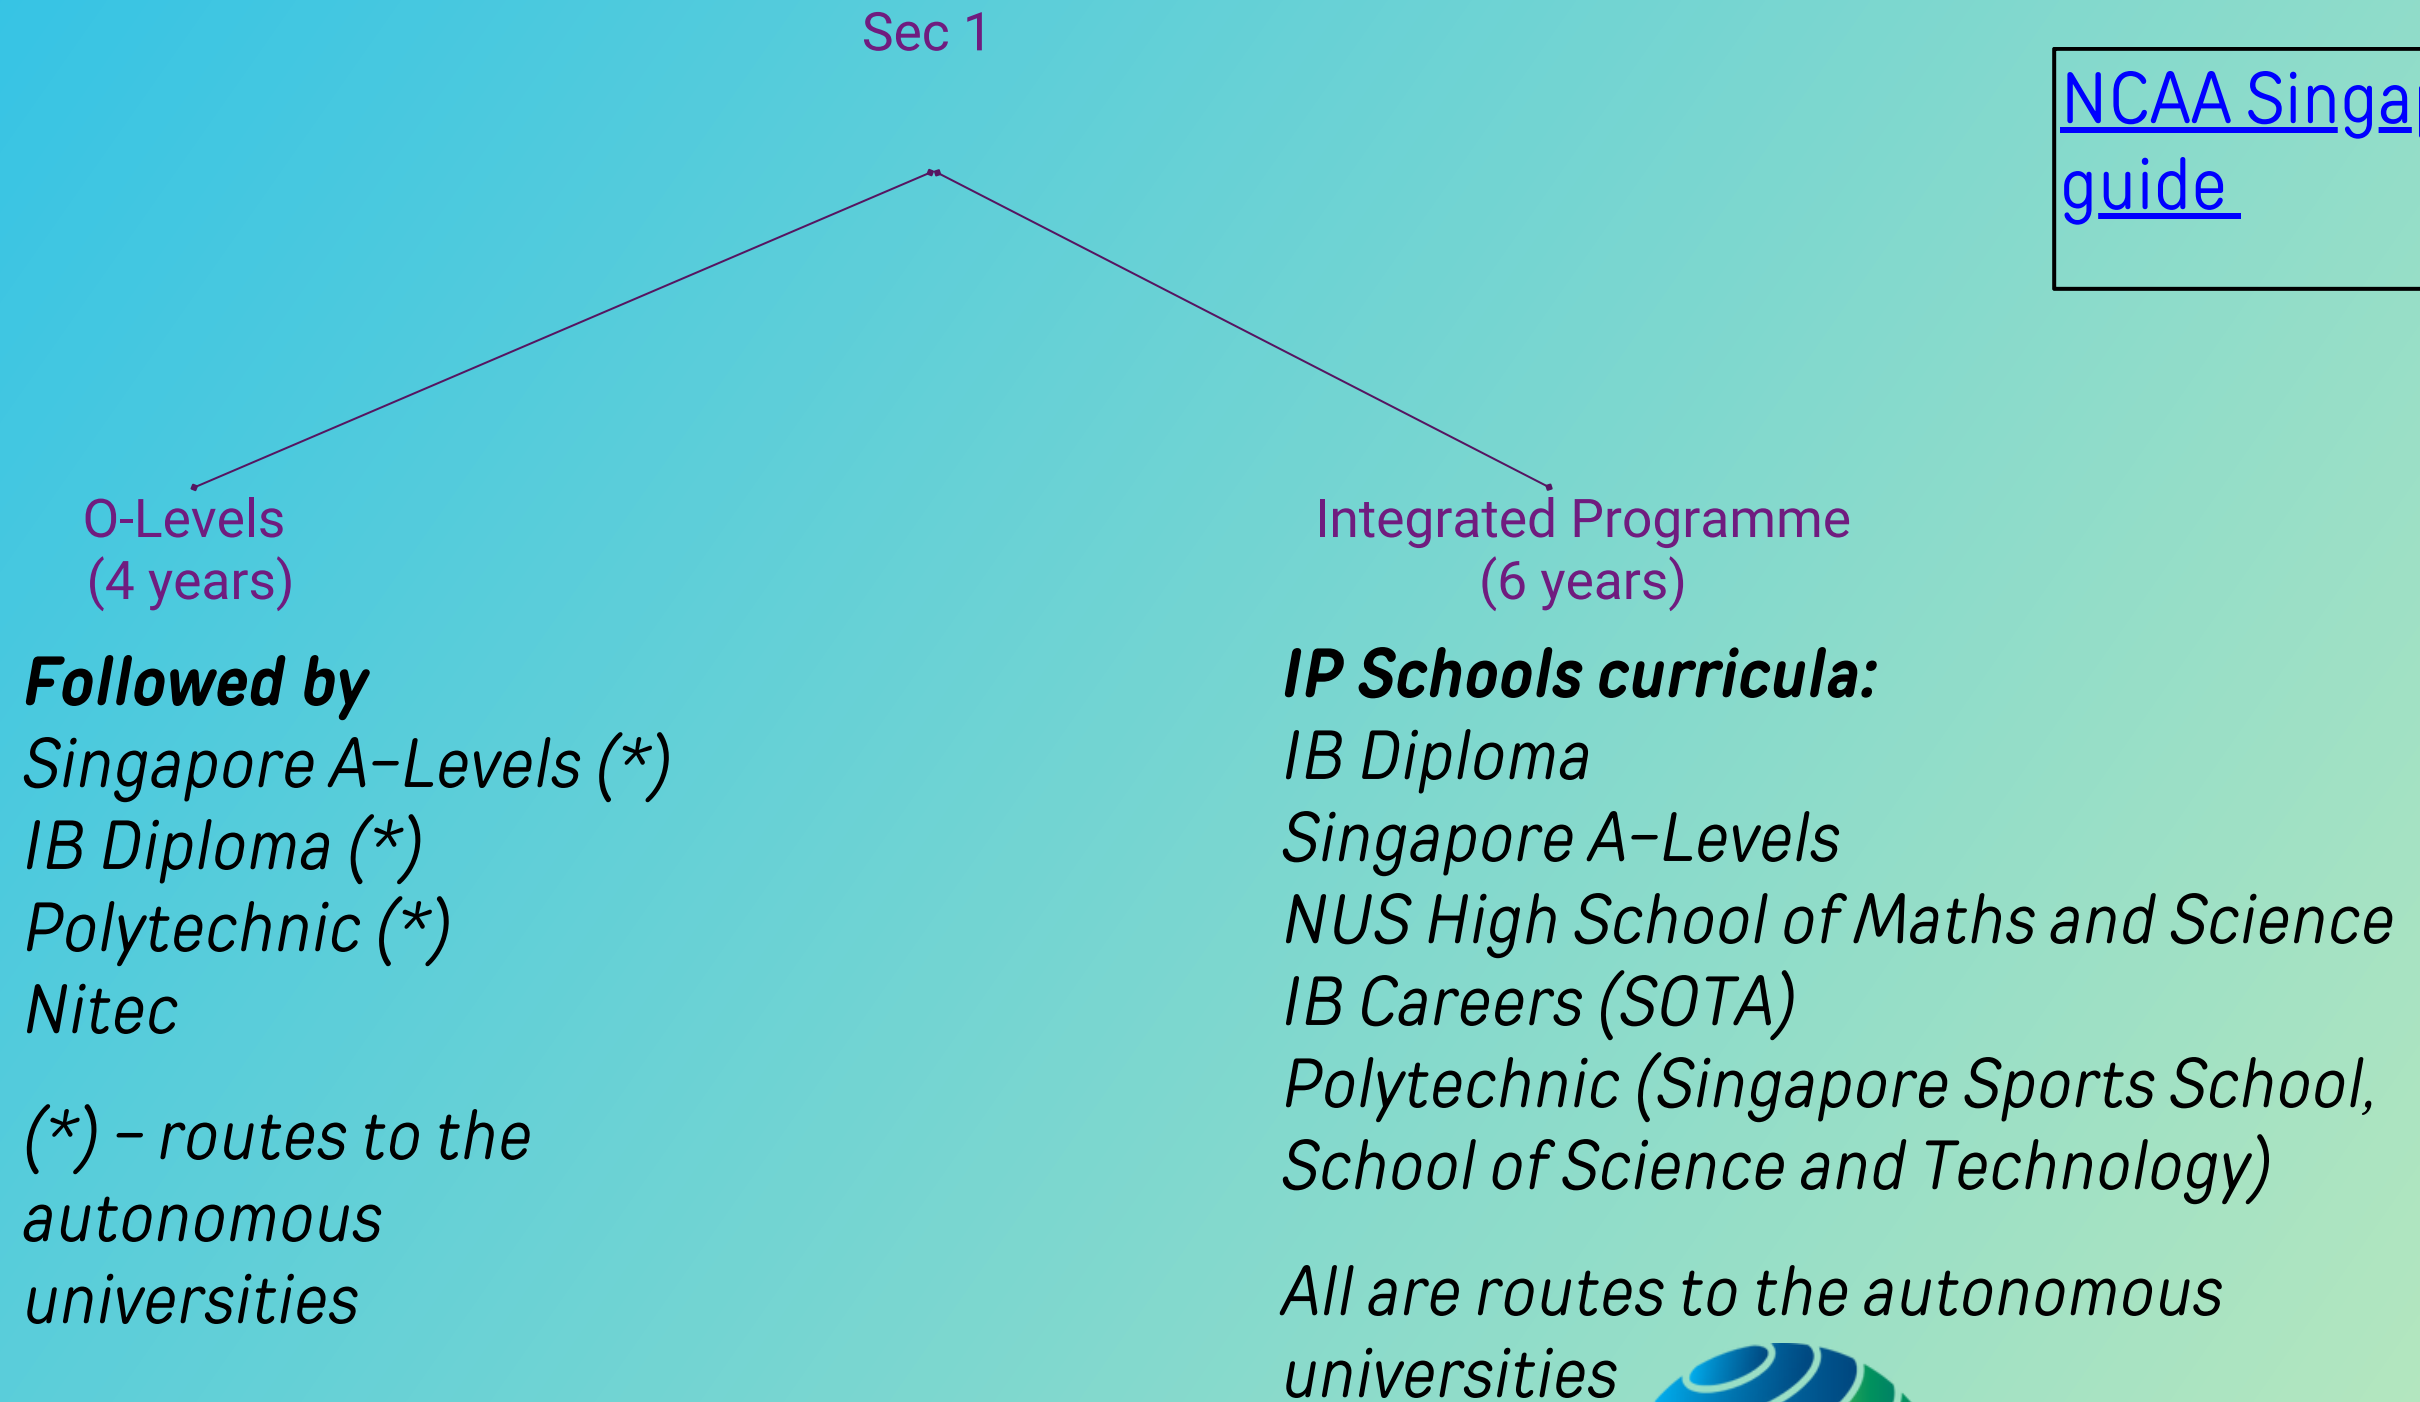 Sec 1
NCAA
guide
O-Levels
(4 years)
Followed by
Singapore A-Levels (*)
IB Diploma (*)
Polytechnic (*)
Nitec
(*) - routes to the
autonomous
universities
Integrated Programme
(6 years)
IP Schools curricula:
IB Diploma
Singapore A-Levels
NUS High School of Maths and Science
IB Careers (SOTA)
Polytechnic (Singapore Sports School,
School of Science and Technology)
All are routes to the autonomous
universities